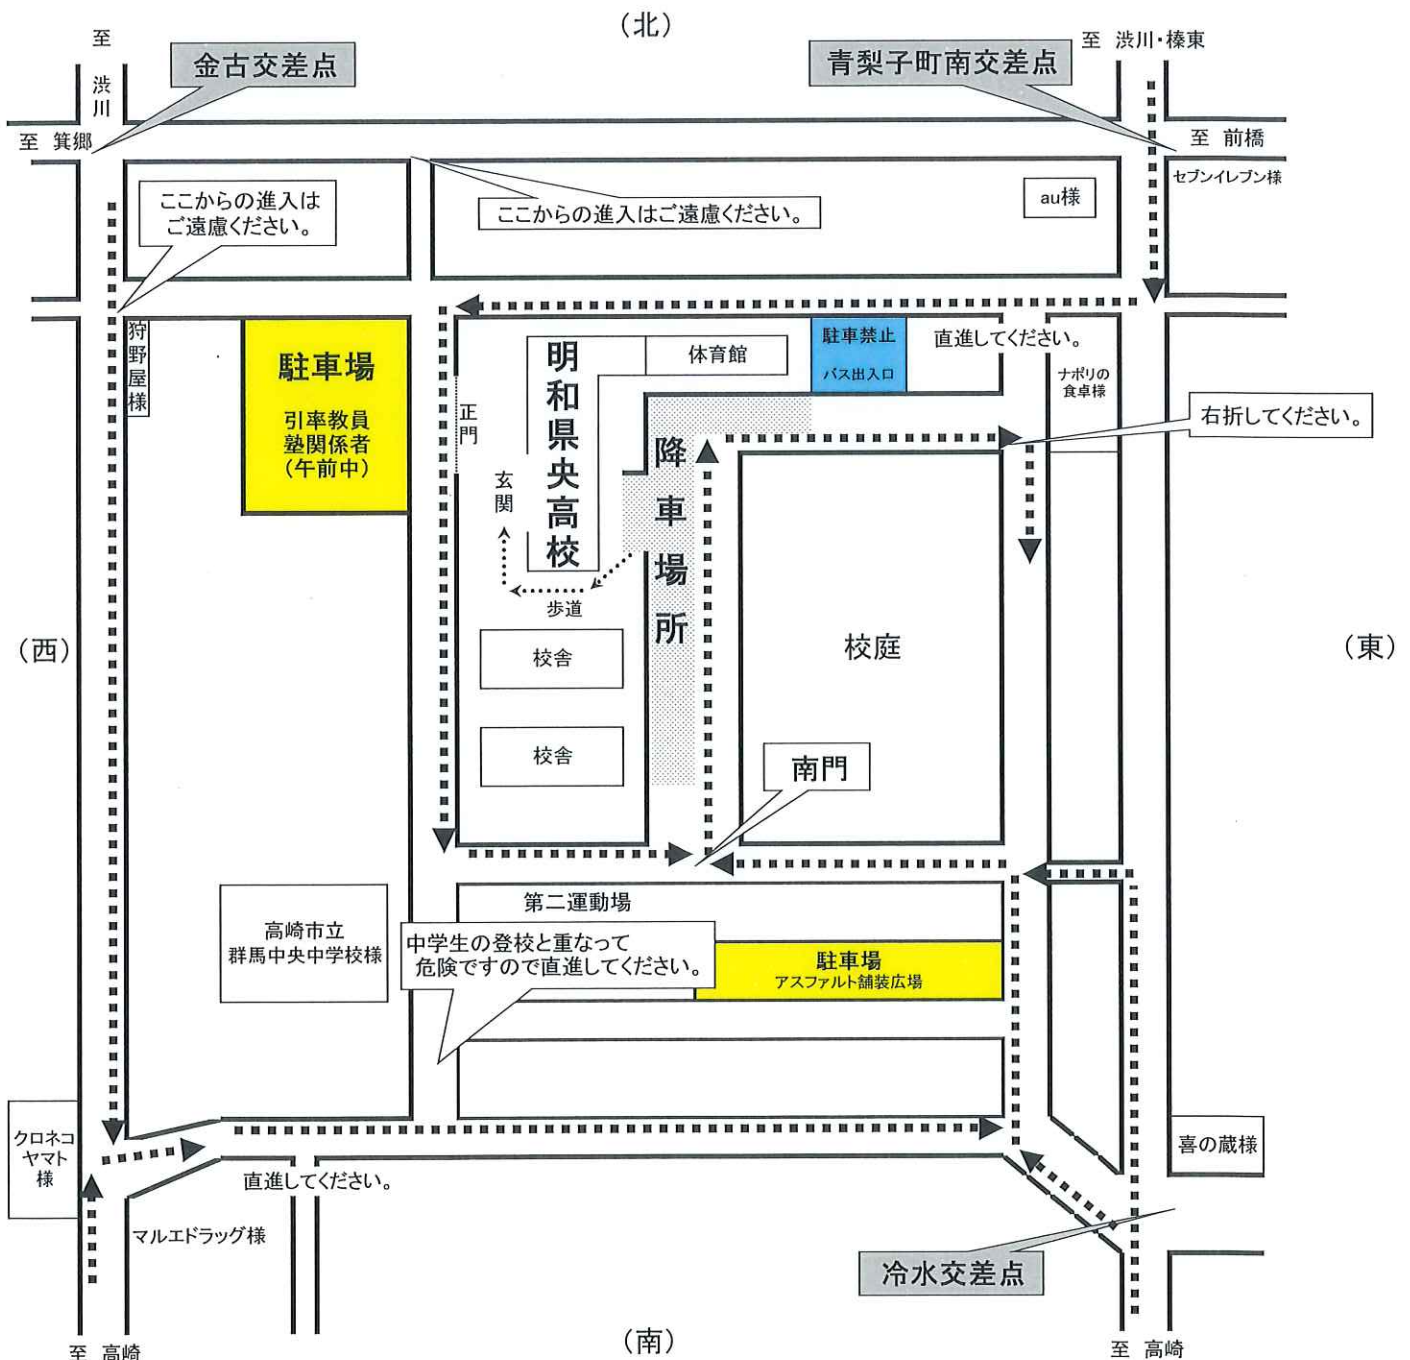 (北)
至
渋川
金古交差点
青梨子町南交差点
至 渋川・榛東
至 箕郷
至 前橋
セブンイレブン様
ここからの進入は
ご遠慮ください。
ここからの進入はご遠慮ください。
au様
狩野屋様
駐車場
引率教員
塾関係者
(午前中)
明和県央高校
体育館
駐車禁止
バス出入口
直進してください。
ナポリの
食卓様
右折してください。
正門
玄関
降車場所
歩道
校舎
校舎
校庭
(西)
(東)
南門
第二運動場
高崎市立
群馬中央中学校様
中学生の登校と重なって
危険ですので直進してください。
駐車場
アスファルト舗装広場
クロネコ
ヤマト
様
直進してください。
喜の蔵様
マルエドラッグ様
冷水交差点
至 高崎
(南)
至 高崎